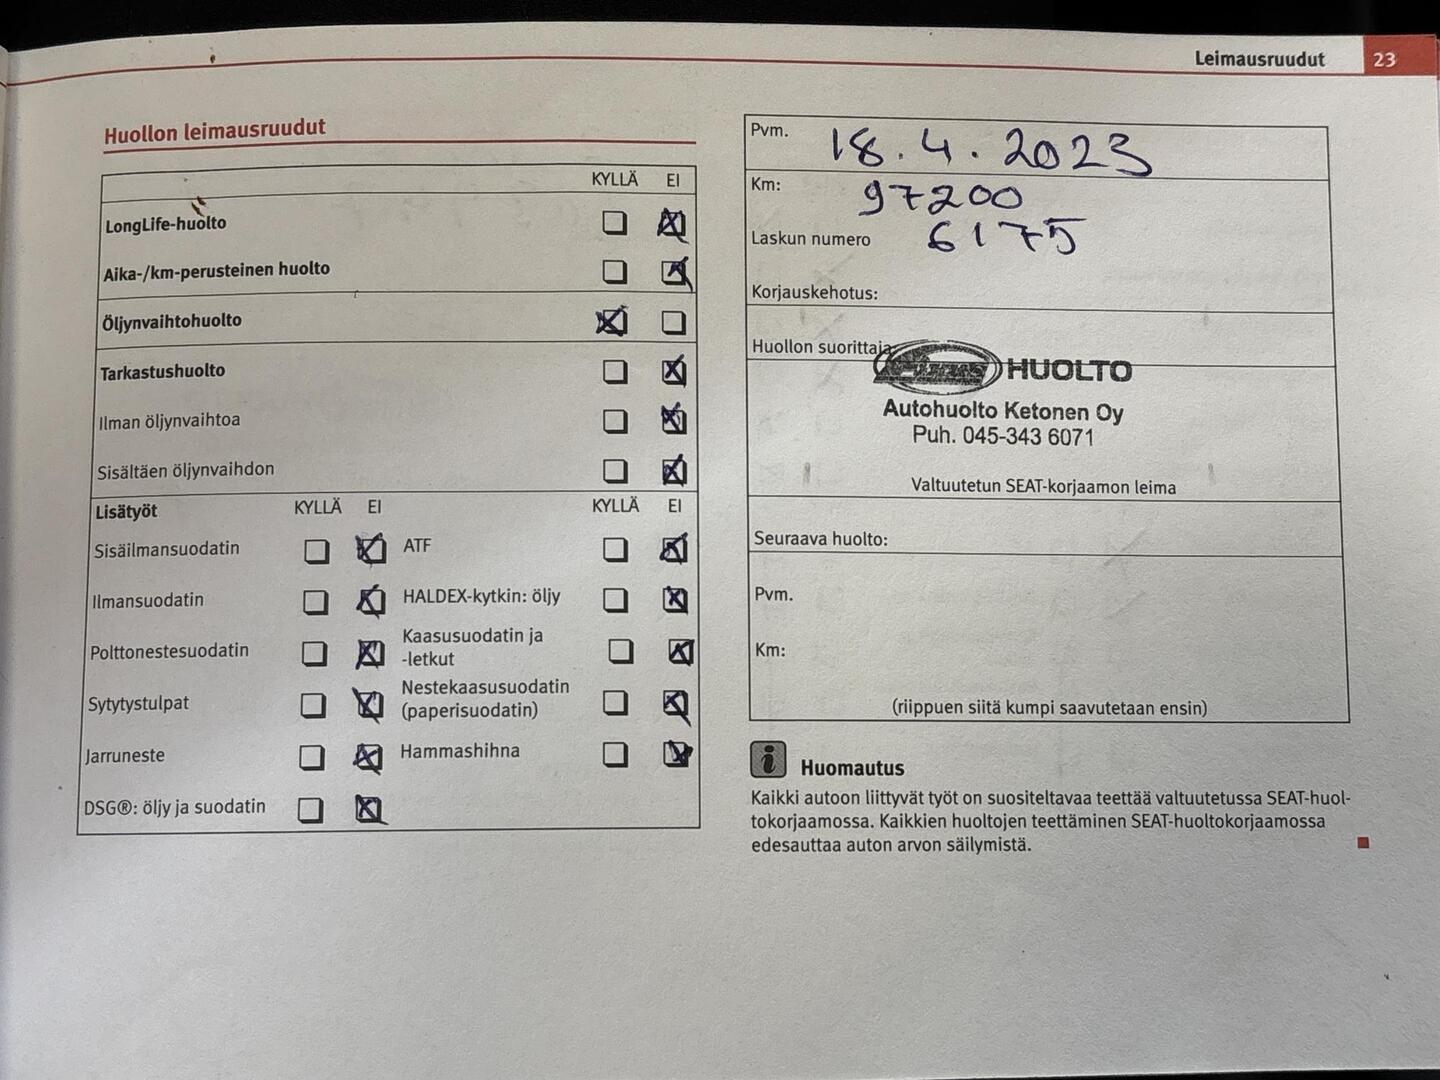 Leimausruudut 23
Huollon leimausruudut
KYLLÄ EI
LongLife-huolto
Aika-/km-perusteinen huolto
Öljynvaihtohuolto
Tarkastushuolto
Ilman öljynvaihtoa
Sisältäen öljynvaihdon
Lisätyöt KYLLÄ EI KYLLÄ EI
Sisäilmansuodatin ATF
Ilmansuodatin HALDEX-kytkin: öljy
Polttonestesuodatin Kaasusuodatin ja
-letkut
Sytytystulpat Nestekaasusuodatin
(paperisuodatin)
Jarruneste Hammashihna
DSG®: öljy ja suodatin
Pvm. 18.4.2023
Km: 97200
Laskun numero 6175
Korjauskehotus:
Huollon suorittaja
HUOLTO
Autohuolto Ketonen Oy
Puh. 045-343 6071
Valtuutetun SEAT-korjaamon leima
Seuraava huolto:
Pvm.
Km:
(riippuen siitä kumpi saavutetaan ensin)
i Huomautus
Kaikki autoon liittyvät työt on suositeltavaa teettää valtuutetussa SEAT-huol-
tokorjaamossa. Kaikkien huoltojen teettäminen SEAT-huoltokorjaamossa
edesauttaa auton arvon säilymistä.